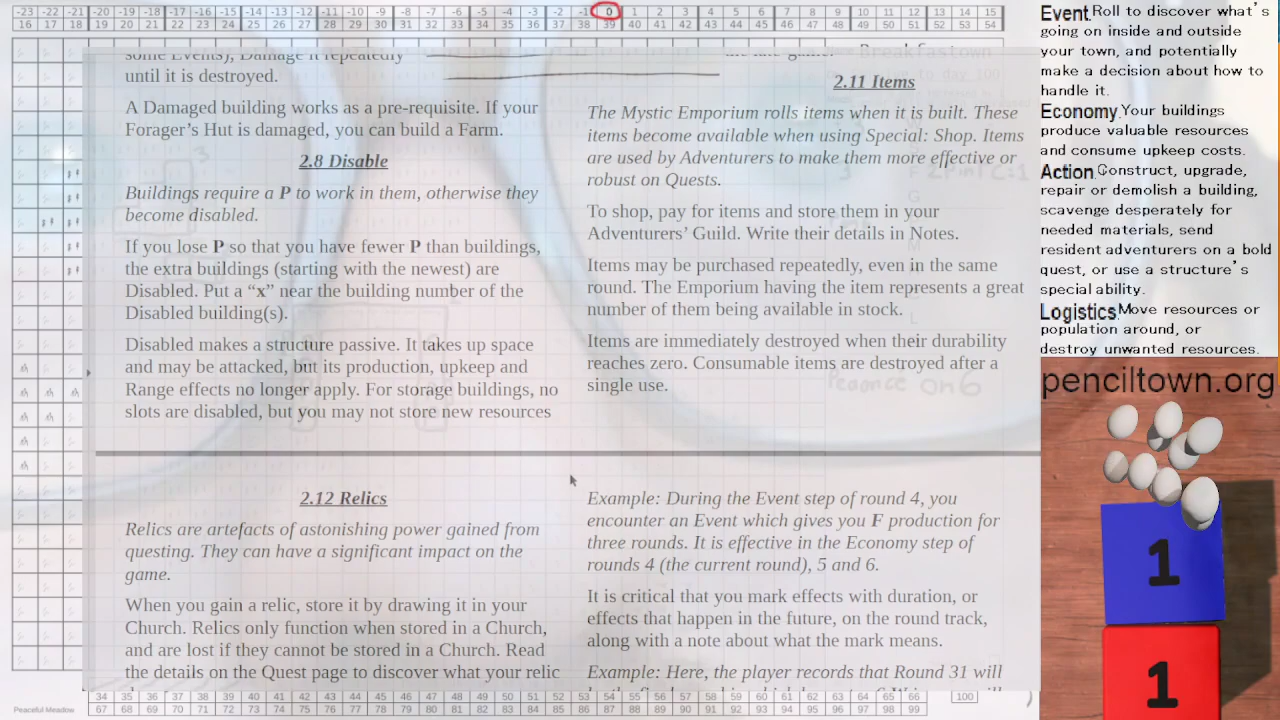 -23 -22 -21 -20 -19 -18 -17 -16 -15 -14 -13 -12 -11 -10 -9 -8 -7 -6 -5 -4 -3 -2 -1 0 1 2 3 4 5 6 7 8 9 10 11 12 13 14 15
16 17 18 19 20 21 22 23 24 25 26 27 28 29 30 31 32 33 34 35 36 37 38 39 40 41 42 43 44 45 46 47 48 49 50 51 52 53 54
Breakfastown
some Events), Damage it repeatedly
until it is destroyed.
A Damaged building works as a pre-requisite. If your
Forager's Hut is damaged, you can build a Farm.
2.8 Disable
Buildings require a P to work in them, otherwise they
become disabled.
If you lose P so that you have fewer P than buildings,
the extra buildings (starting with the newest) are
Disabled. Put a “x” near the building number of the
Disabled building(s).
Disabled makes a structure passive. It takes up space
and may be attacked, but its production, upkeep and
Range effects no longer apply. For storage buildings, no
slots are disabled, but you may not store new resources
2.11 Items
The Mystic Emporium rolls items when it is built. These
items become available when using Special: Shop. Items
are used by Adventurers to make them more effective or
robust on Quests.
To shop, pay for items and store them in your
Adventurers' Guild. Write their details in Notes.
Items may be purchased repeatedly, even in the same
round. The Emporium having the item represents a great
number of them being available in stock.
Items are immediately destroyed when their durability
reaches zero. Consumable items are destroyed after a
single use.
2.12 Relics
Relics are artefacts of astonishing power gained from
questing. They can have a significant impact on the
game.
When you gain a relic, store it by drawing it in your
Church. Relics only function when stored in a Church,
and are lost if they cannot be stored in a Church. Read
the details on the Quest page to discover what your relic
Example: During the Event step of round 4, you
encounter an Event which gives you F production for
three rounds. It is effective in the Economy step of
rounds 4 (the current round), 5 and 6.
It is critical that you mark effects with duration, or
effects that happen in the future, on the round track,
along with a note about what the mark means.
Example: Here, the player records that Round 31 will
34 35 36 37 38 39 40 41 42 43 44 45 46 47 48 49 50 51 52 53 54 55 56 57 58 59 60 61 62 63 64 65 66 100
67 68 69 70 71 72 73 74 75 76 77 78 79 80 81 82 83 84 85 86 87 88 89 90 91 92 93 94 95 96 97 98 99
Peaceful Meadow
Event. Roll to discover what's
going on inside and outside
your town, and potentially
make a decision about how to
handle it.
Economy Your buildings
produce valuable resources
and consume upkeep costs.
Action. Construct, upgrade,
repair or demolish a building,
scavenge desperately for
needed materials, send
resident adventurers on a bold
quest, or use a structure's
special ability.
Logistics Move resources or
population around, or
destroy unwanted resources.
penciltown.org
1
1